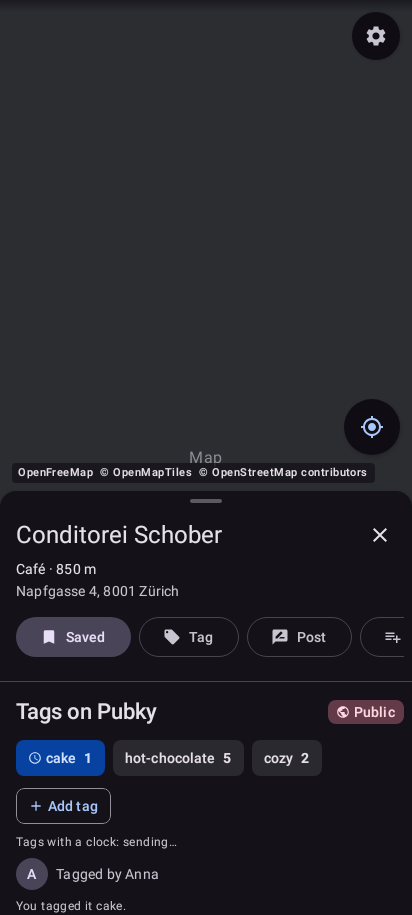 Map
OpenFreeMap © OpenMapTiles © OpenStreetMap contributors
Conditorei Schober
Café · 850 m
Napfgasse 4, 8001 Zürich
Saved Tag Post
Tags on Pubky Public
cake 1 hot-chocolate 5 cozy 2
+ Add tag
Tags with a clock: sending…
A Tagged by Anna
You tagged it cake.